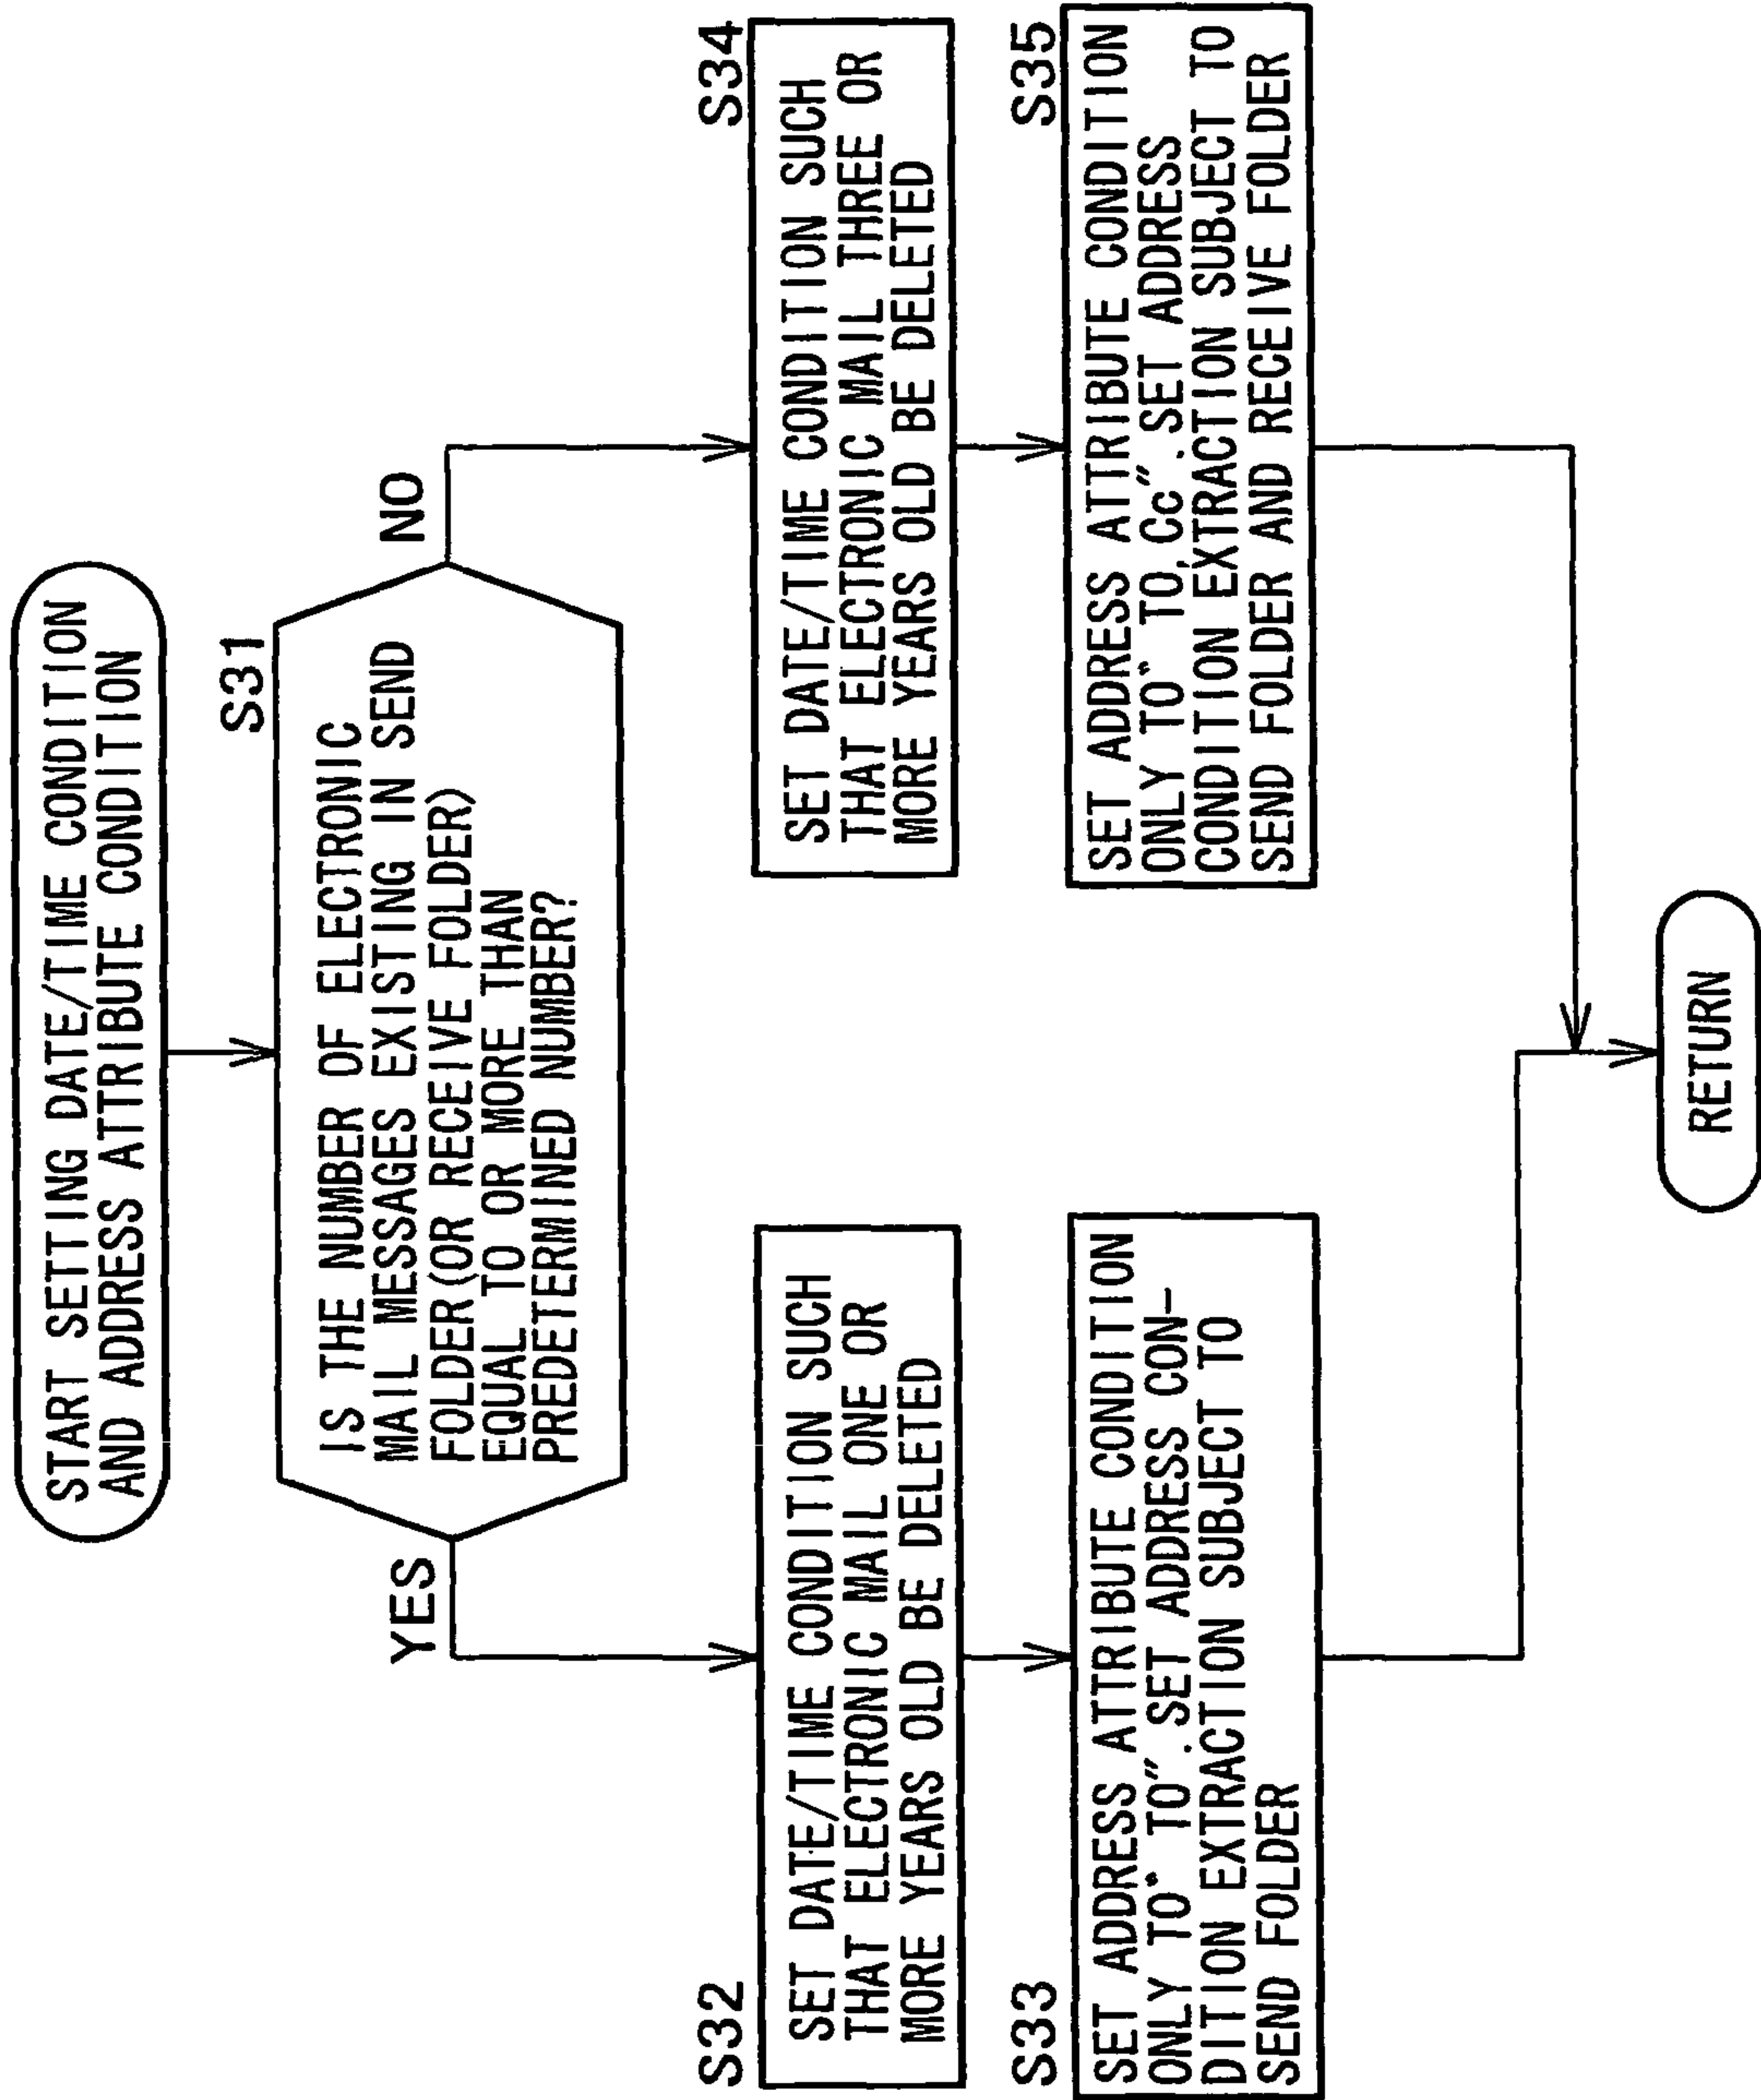 START SETTING DATE/TIME CONDITION
AND ADDRESS ATTRIBUTE CONDITION
S31
IS THE NUMBER OF ELECTRONIC
MAIL MESSAGES EXISTING IN SEND
FOLDER(OR RECEIVE FOLDER)
EQUAL TO OR MORE THAN
PREDETERMINED NUMBER?
YES
NO
S32
SET DATE/TIME CONDITION SUCH
THAT ELECTRONIC MAIL ONE OR
MORE YEARS OLD BE DELETED
S33
SET ADDRESS ATTRIBUTE CONDITION
ONLY TO“TO”.SET ADDRESS CON-
DITION EXTRACTION SUBJECT TO
SEND FOLDER
S34
SET DATE/TIME CONDITION SUCH
THAT ELECTRONIC MAIL THREE OR
MORE YEARS OLD BE DELETED
S35
SET ADDRESS ATTRIBUTE CONDITION
ONLY TO“TO,Cc”.SET ADDRESS
CONDITION EXTRACTION SUBJECT TO
SEND FOLDER AND RECEIVE FOLDER
RETURN